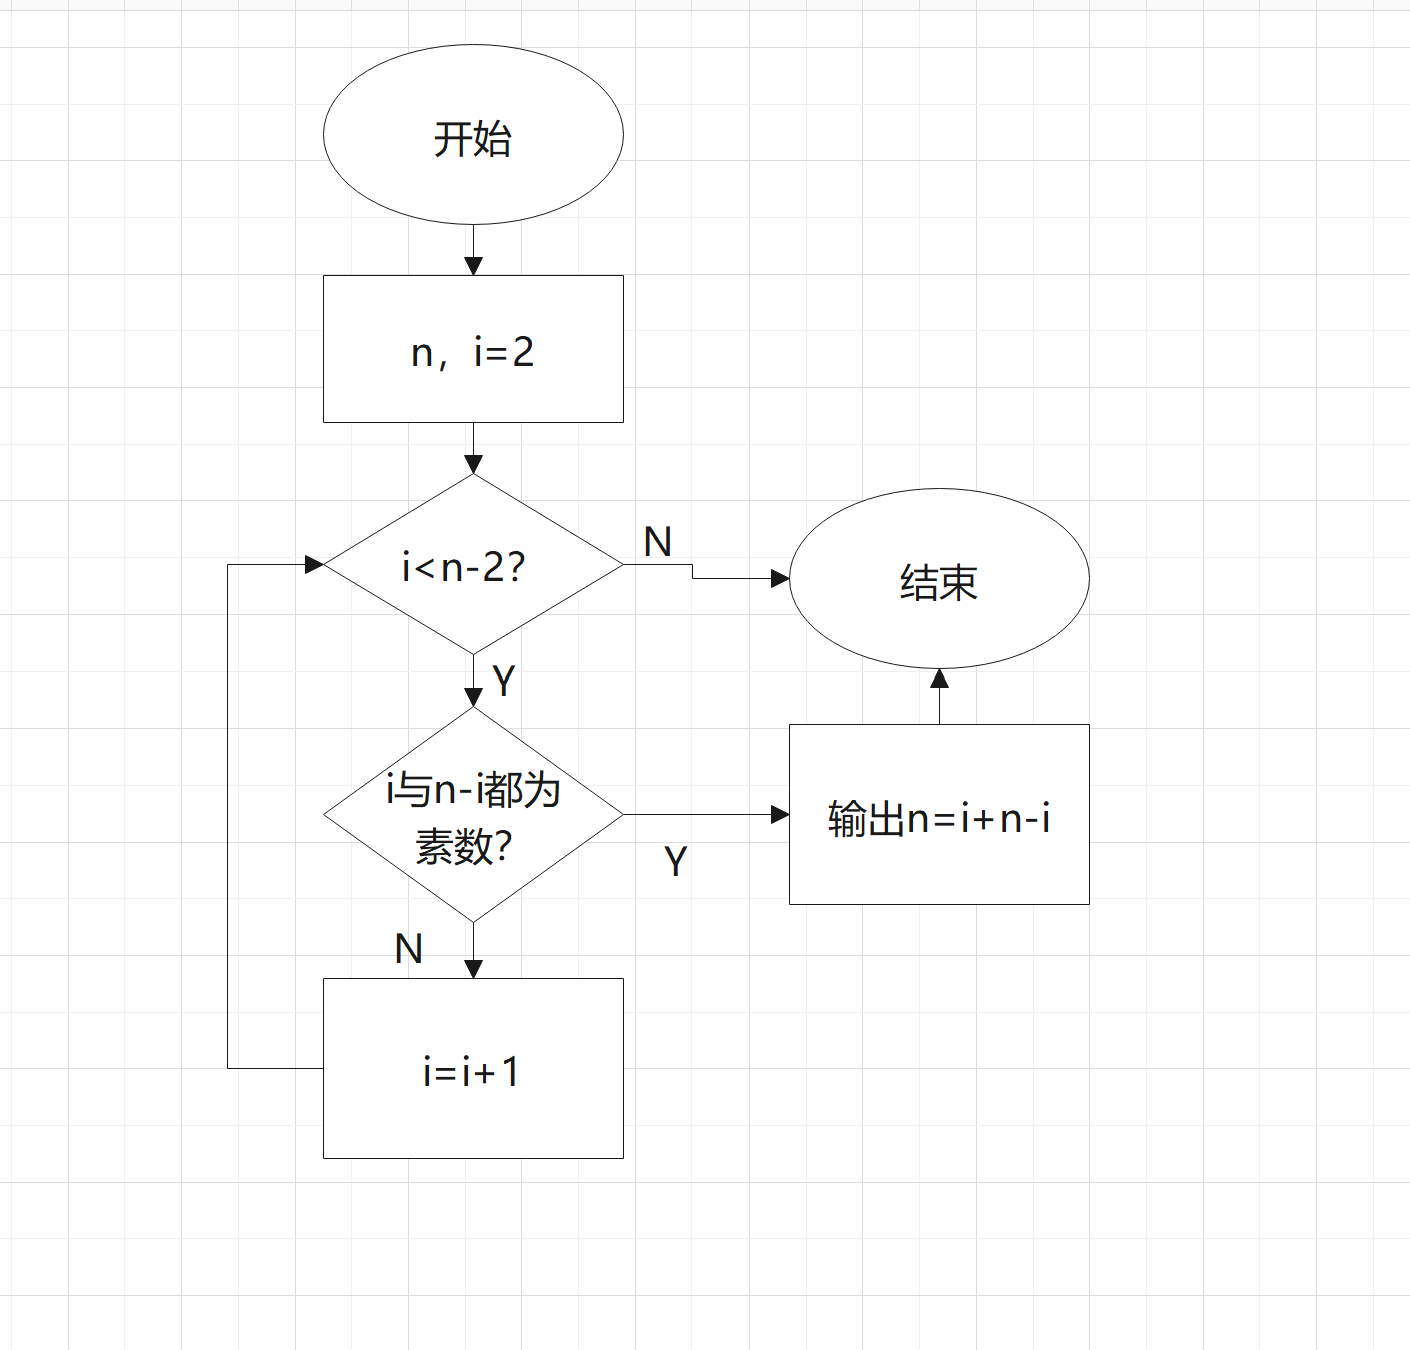 开始
n，i=2
i<n-2?
N
结束
Y
i与n-i都为
素数?
Y
输出n=i+n-i
N
i=i+1